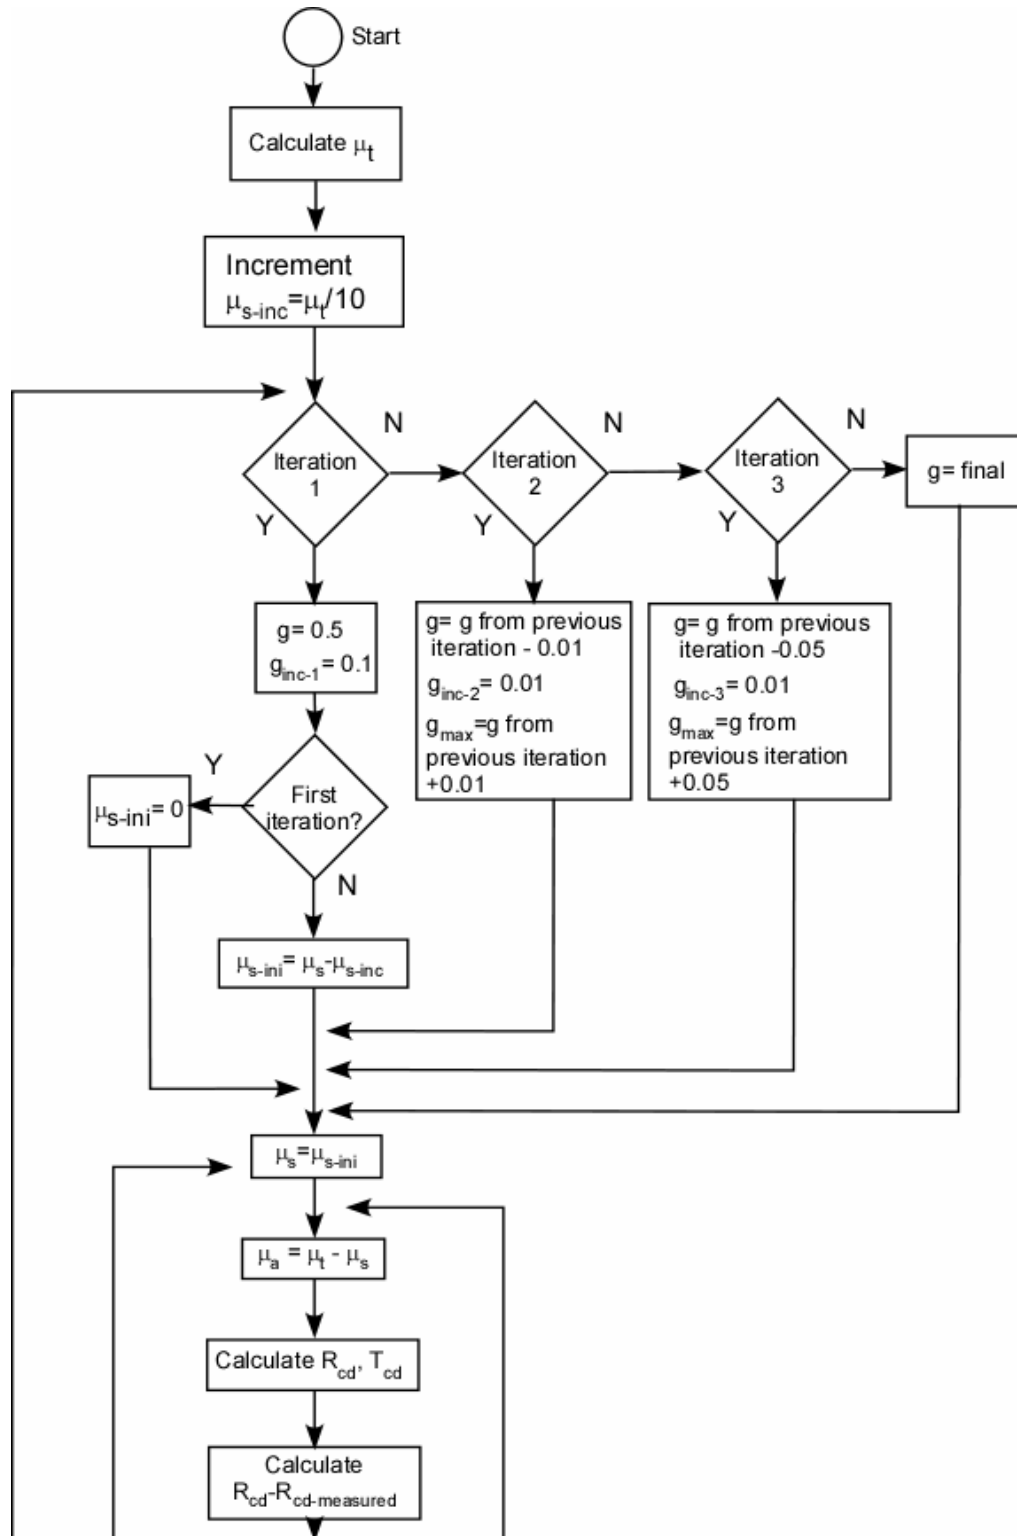 Start
Calculate μt
Increment
μs-inc=μt/10
N
N
N
Iteration
1
Iteration
2
Iteration
3
g= final
Y
Y
Y
g= 0.5
ginc-1= 0.1
g= g from previous
iteration - 0.01
ginc-2= 0.01
gmax=g from
previous iteration
+0.01
g= g from previous
iteration -0.05
ginc-3= 0.01
gmax=g from
previous iteration
+0.05
Y
μs-ini= 0
First
iteration?
N
μs-ini= μs-μs-inc
μs=μs-ini
μa = μt - μs
Calculate Rcd, Tcd
Calculate
Rcd-Rcd-measured